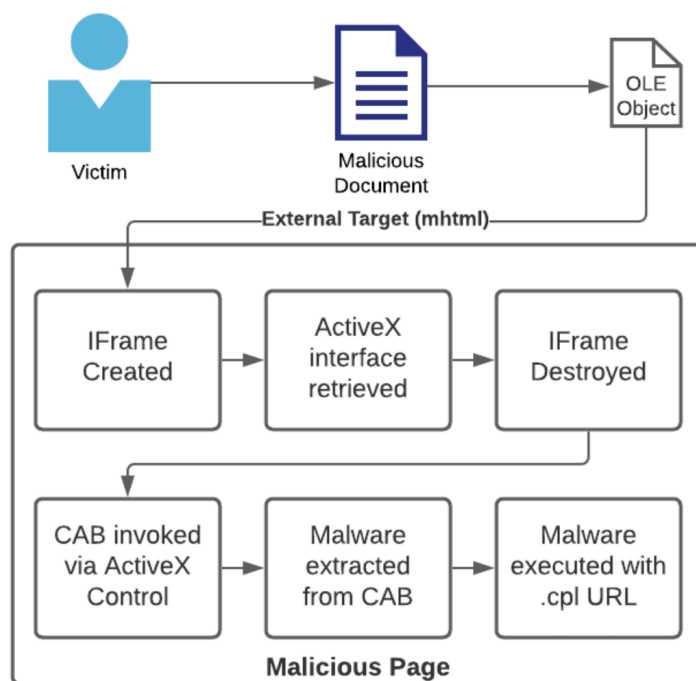 OLE
Object
Victim
Malicious
Document
External Target (mhtml)
IFrame
Created
ActiveX
interface
retrieved
IFrame
Destroyed
CAB invoked
via ActiveX
Control
Malware
extracted
from CAB
Malware
executed with
.cpl URL
Malicious Page